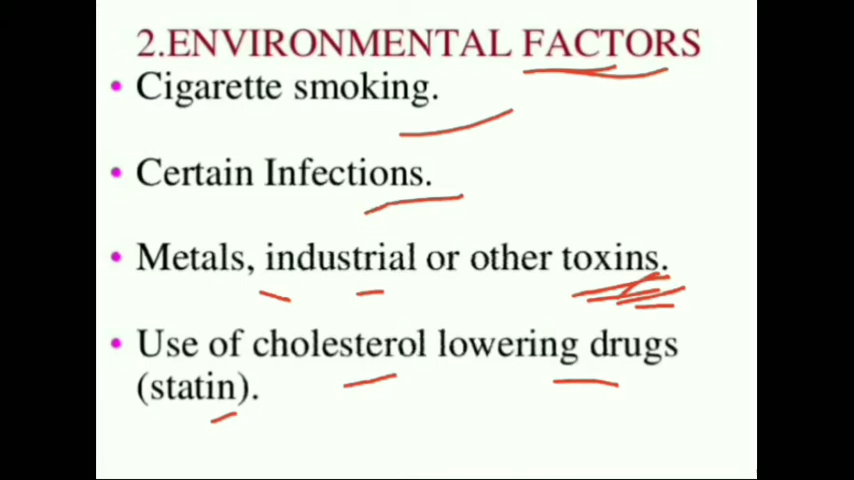 2.ENVIRONMENTAL FACTORS
• Cigarette smoking.
• Certain Infections.
• Metals, industrial or other toxins.
• Use of cholesterol lowering drugs
(statin).